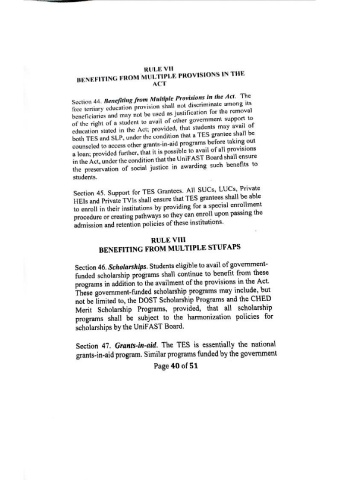 RULE VII
BENEFITING FROM MULTIPLE PROVISIONS IN THE
ACT
Section 44. Benefiting from Multiple Provisions in the Act. The
free tertiary education provision shall not discriminate among its
beneficiaries and may not be used as justification for the removal
of the right of a student to avail of other government support to
education stated in the Act; provided, that students may avail of
both TES and SLP, under the condition that a TES grantee shall be
counseled to access other grants-in-aid programs before taking out
a loan; provided further, that it is possible to avail of all provisions
in the Act, under the condition that the UniFAST Board shall ensure
the preservation of social justice in awarding such benefits to
students.
Section 45. Support for TES Grantees. All SUCs, LUCs, Private
HEIs and Private TVIs shall ensure that TES grantees shall be able
to enroll in their institutions by providing for a special enrollment
procedure or creating pathways so they can enroll upon passing the
admission and retention policies of these institutions.
RULE VIII
BENEFITING FROM MULTIPLE STUFAPS
Section 46. Scholarships. Students eligible to avail of government-
funded scholarship programs shall continue to benefit from these
programs in addition to the availment of the provisions in the Act.
These government-funded scholarship programs may include, but
not be limited to, the DOST Scholarship Programs and the CHED
Merit Scholarship Programs, provided, that all scholarship
programs shall be subject to the harmonization policies for
scholarships by the UniFAST Board.
Section 47. Grants-in-aid. The TES is essentially the national
grants-in-aid program. Similar programs funded by the government
Page 40 of 51